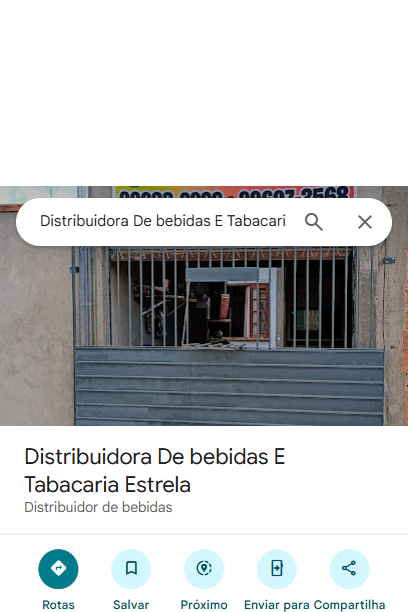 Distribuidora De bebidas E Tabacari
Distribuidora De bebidas E
Tabacaria Estrela
Distribuidor de bebidas
Rotas
Salvar
Próximo
Enviar para
Compartilha